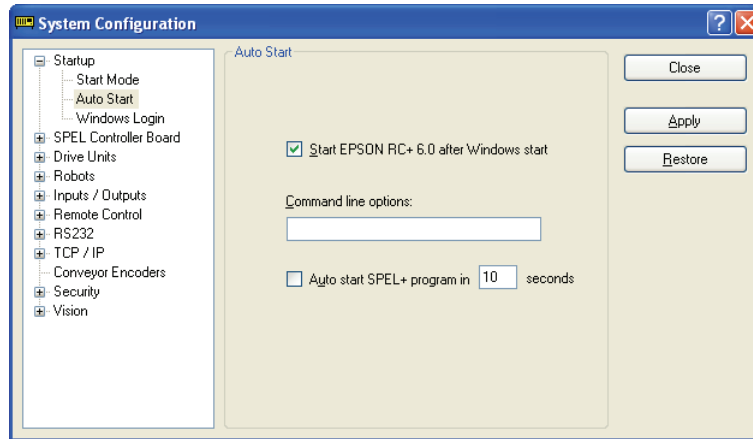 System Configuration
Startup
Start Mode
Auto Start
Windows Login
SPEL Controller Board
Drive Units
Robots
Inputs / Outputs
Remote Control
RS232
TCP / IP
Conveyor Encoders
Security
Vision
Auto Start
Start EPSON RC+ 6.0 after Windows start
Command line options:
Auto start SPEL+ program in 10 seconds
Close
Apply
Restore